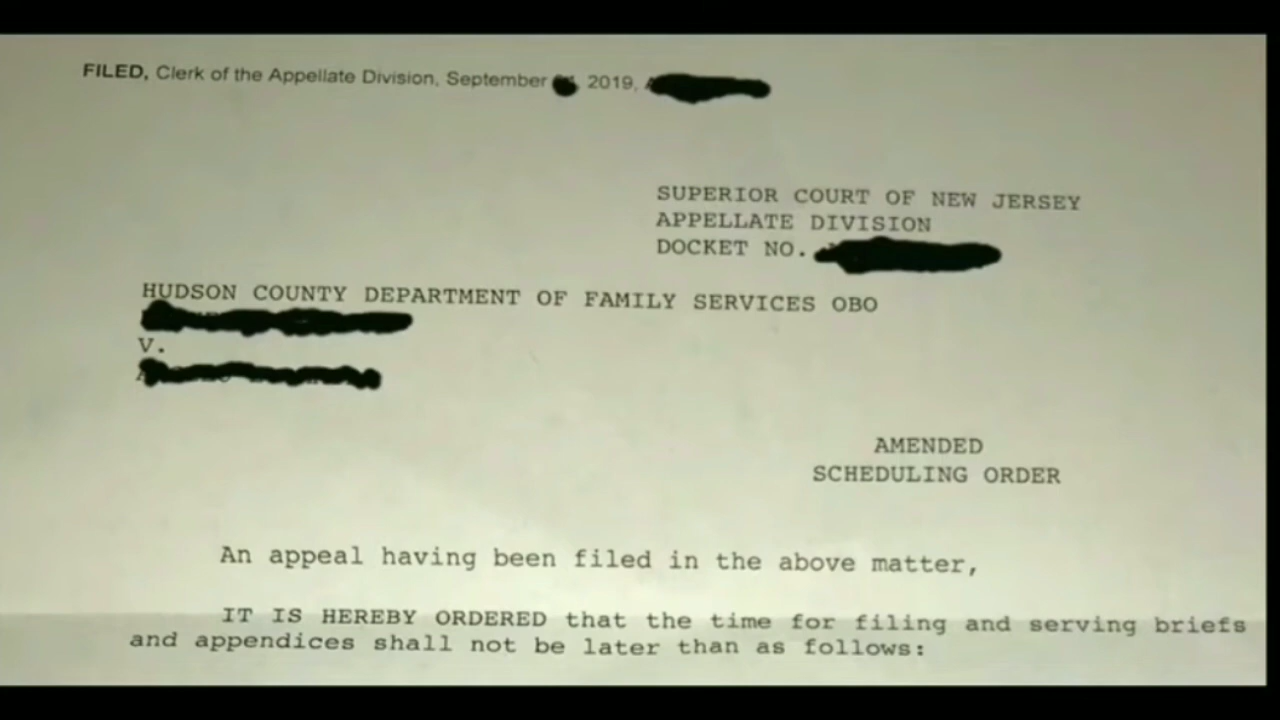 FILED, Clerk of the Appellate Division, September 2019,
SUPERIOR COURT OF NEW JERSEY
APPELLATE DIVISION
DOCKET NO.
HUDSON COUNTY DEPARTMENT OF FAMILY SERVICES OBO
V.
AMENDED
SCHEDULING ORDER
An appeal having been filed in the above matter,
IT IS HEREBY ORDERED that the time for filing and serving briefs
and appendices shall not be later than as follows: